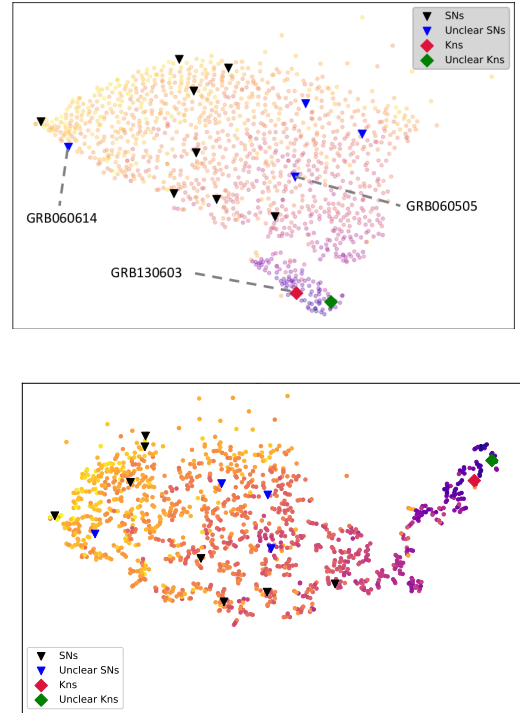 SNs
Unclear SNs
Kns
Unclear Kns
GRB060614
GRB060505
GRB130603
SNs
Unclear SNs
Kns
Unclear Kns